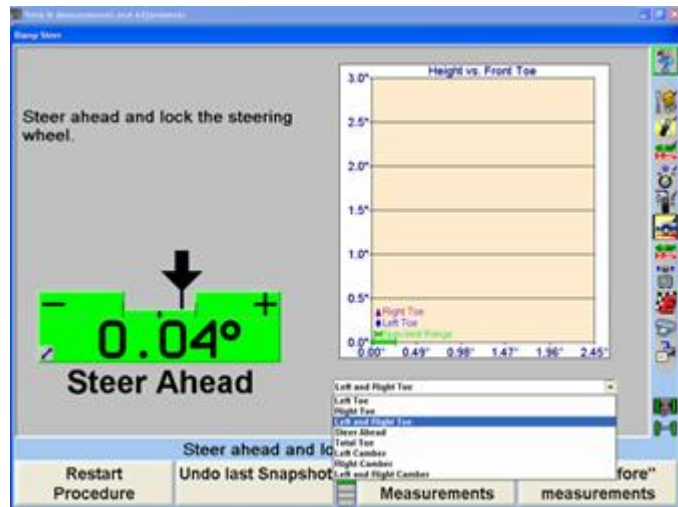 Bump Steer
Steer ahead and lock the steering
wheel.
Height vs. Front Toe
3.0"
2.5"
2.0"
1.5"
1.0"
0.5"
0.0"
Right Toe
Left Toe
0.00° 0.49° 0.98° 1.47° 1.96° 2.45°
- +
0.04°
Steer Ahead
Left and Right Toe
Left Toe
Right Toe
Left and Right Toe
Steer Ahead
Total Toe
Left Camber
Right Camber
Left and Right Camber
Steer ahead and lo
Restart
Procedure
Undo last Snapshot
Measurements
fore"
measurements